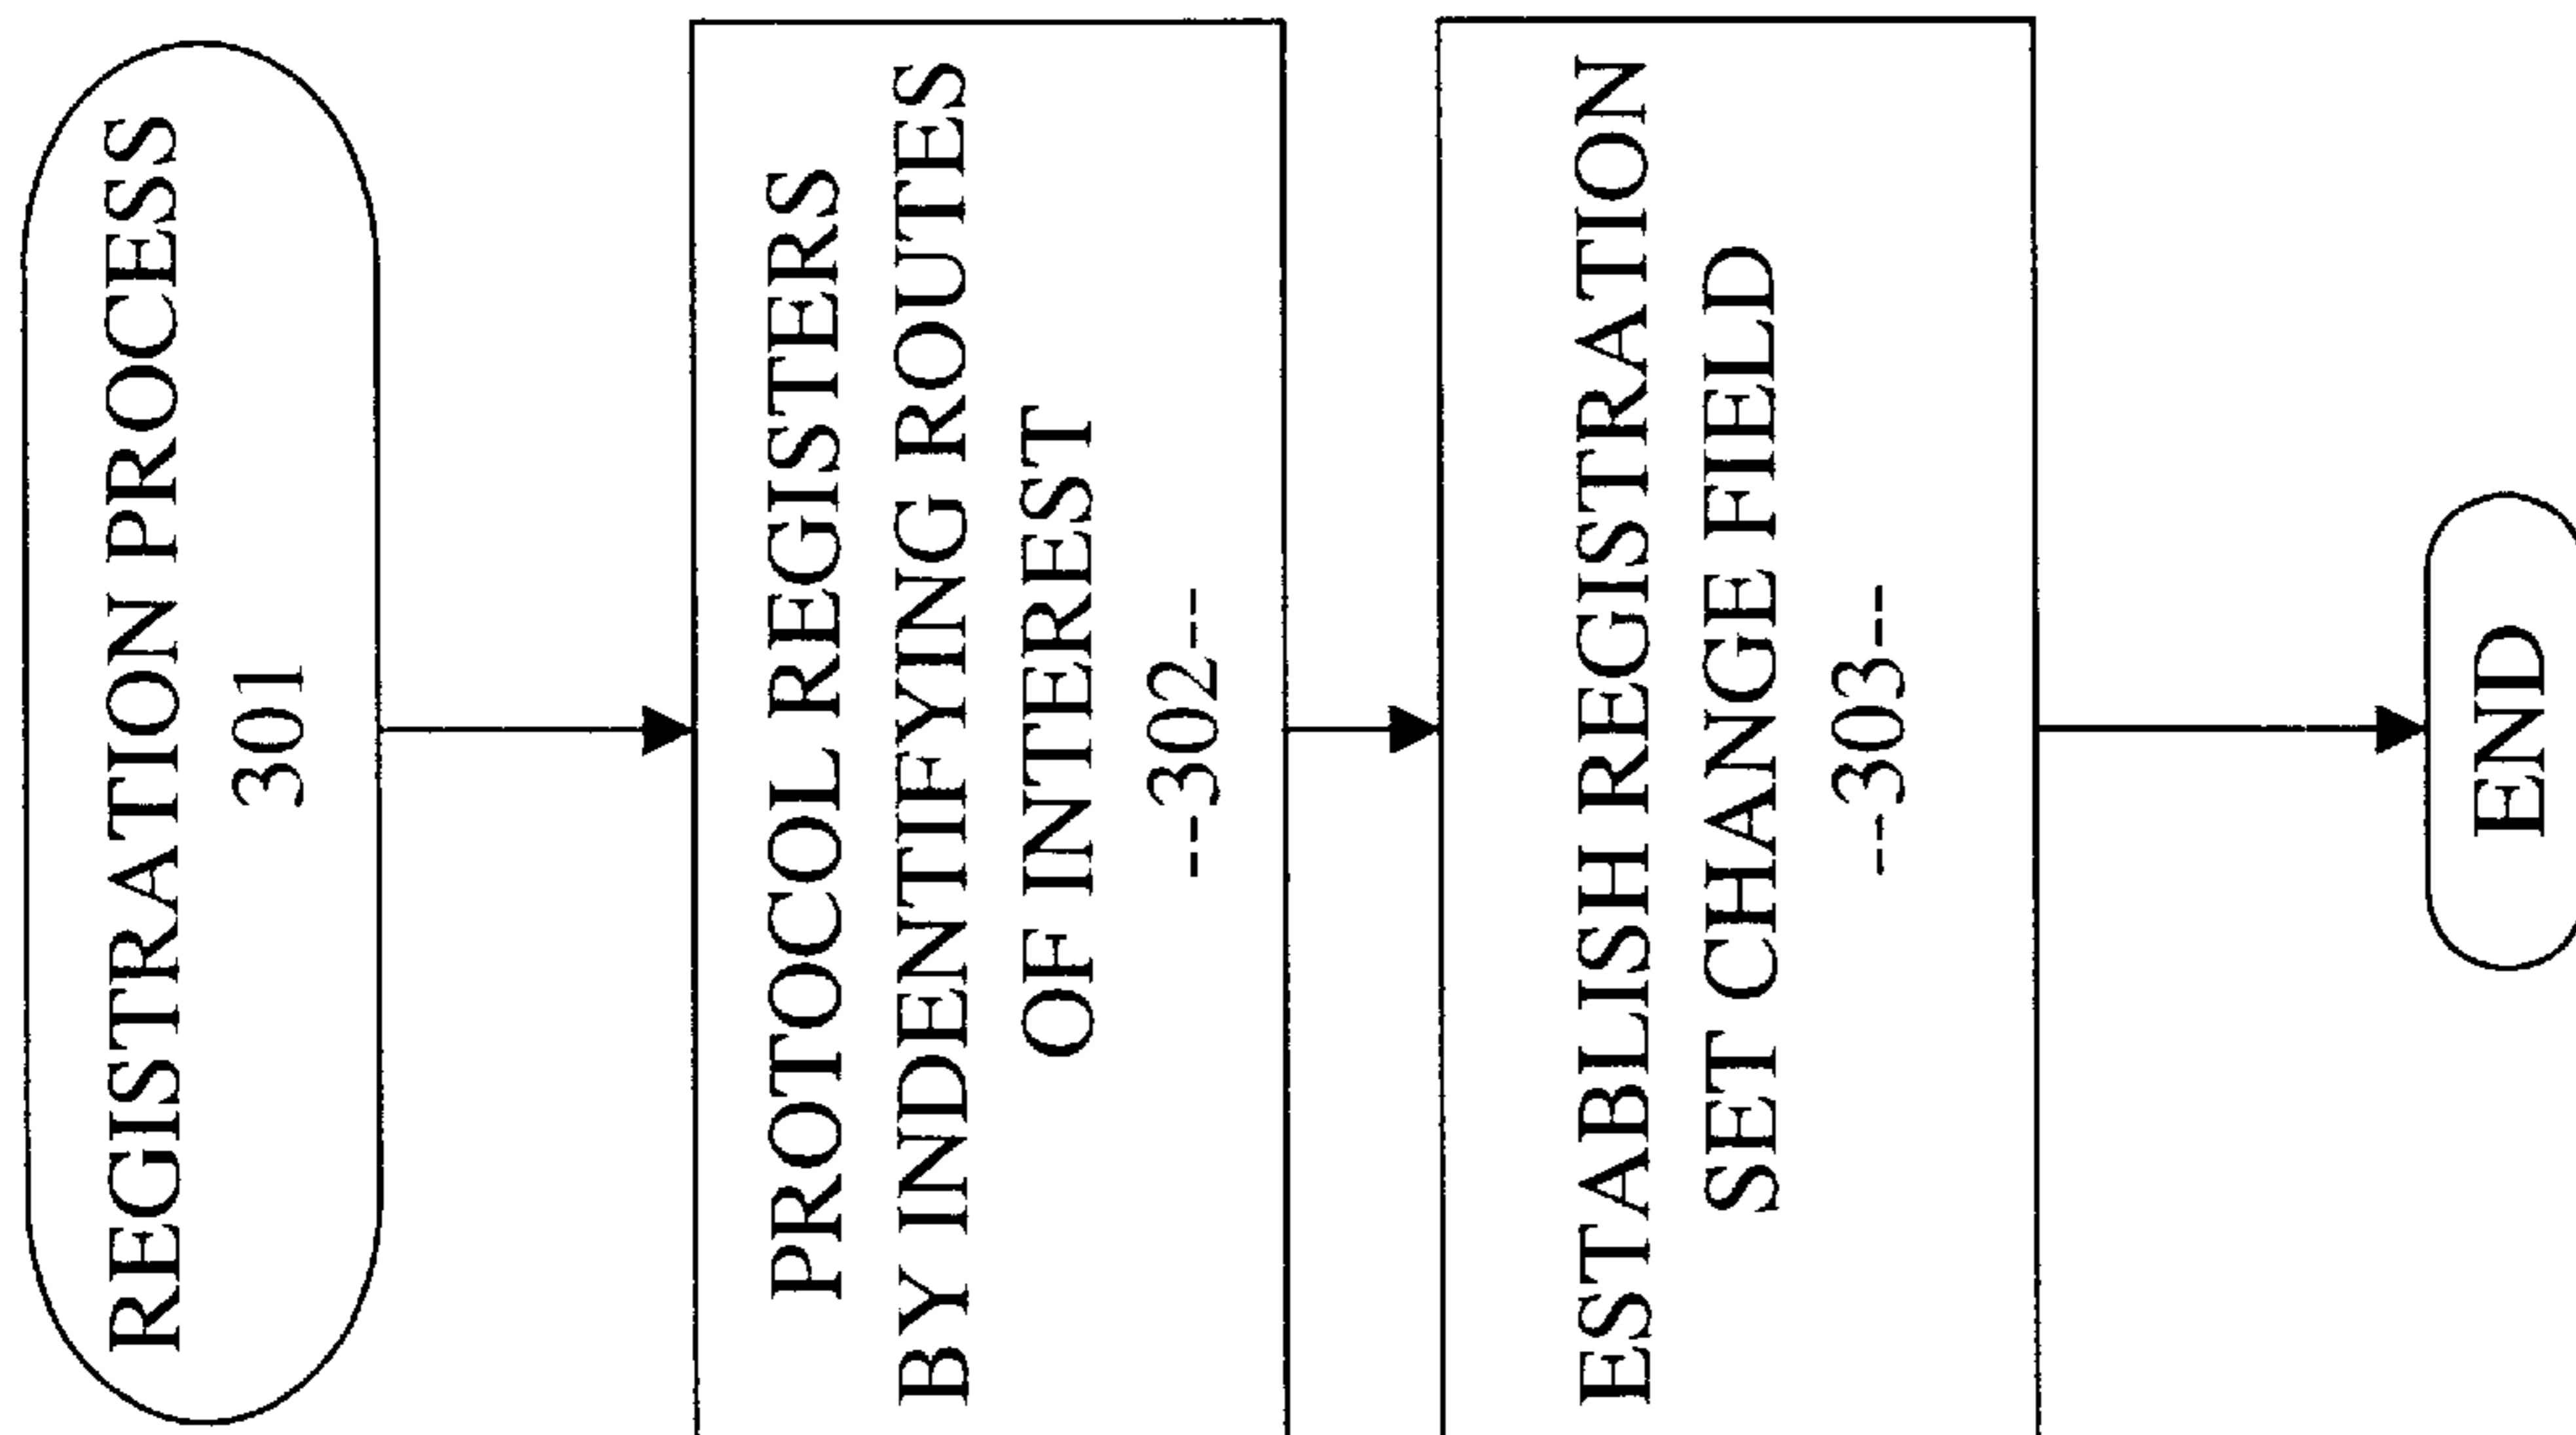 REGISTRATION PROCESS
301
PROTOCOL REGISTERS
BY INDENTIFYING ROUTES
OF INTEREST
--302--
ESTABLISH REGISTRATION
SET CHANGE FIELD
--303--
END